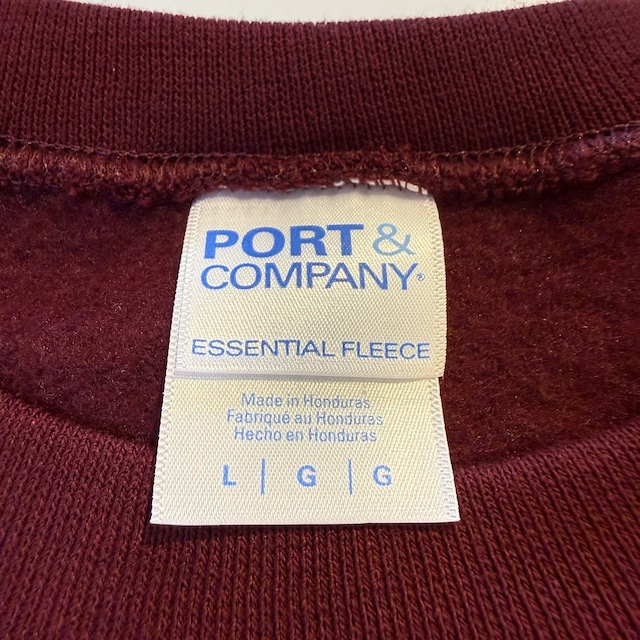 PORT &
COMPANY®
ESSENTIAL FLEECE
Made in Honduras
Fabriqué au Honduras
Hecho en Honduras
L | G | G